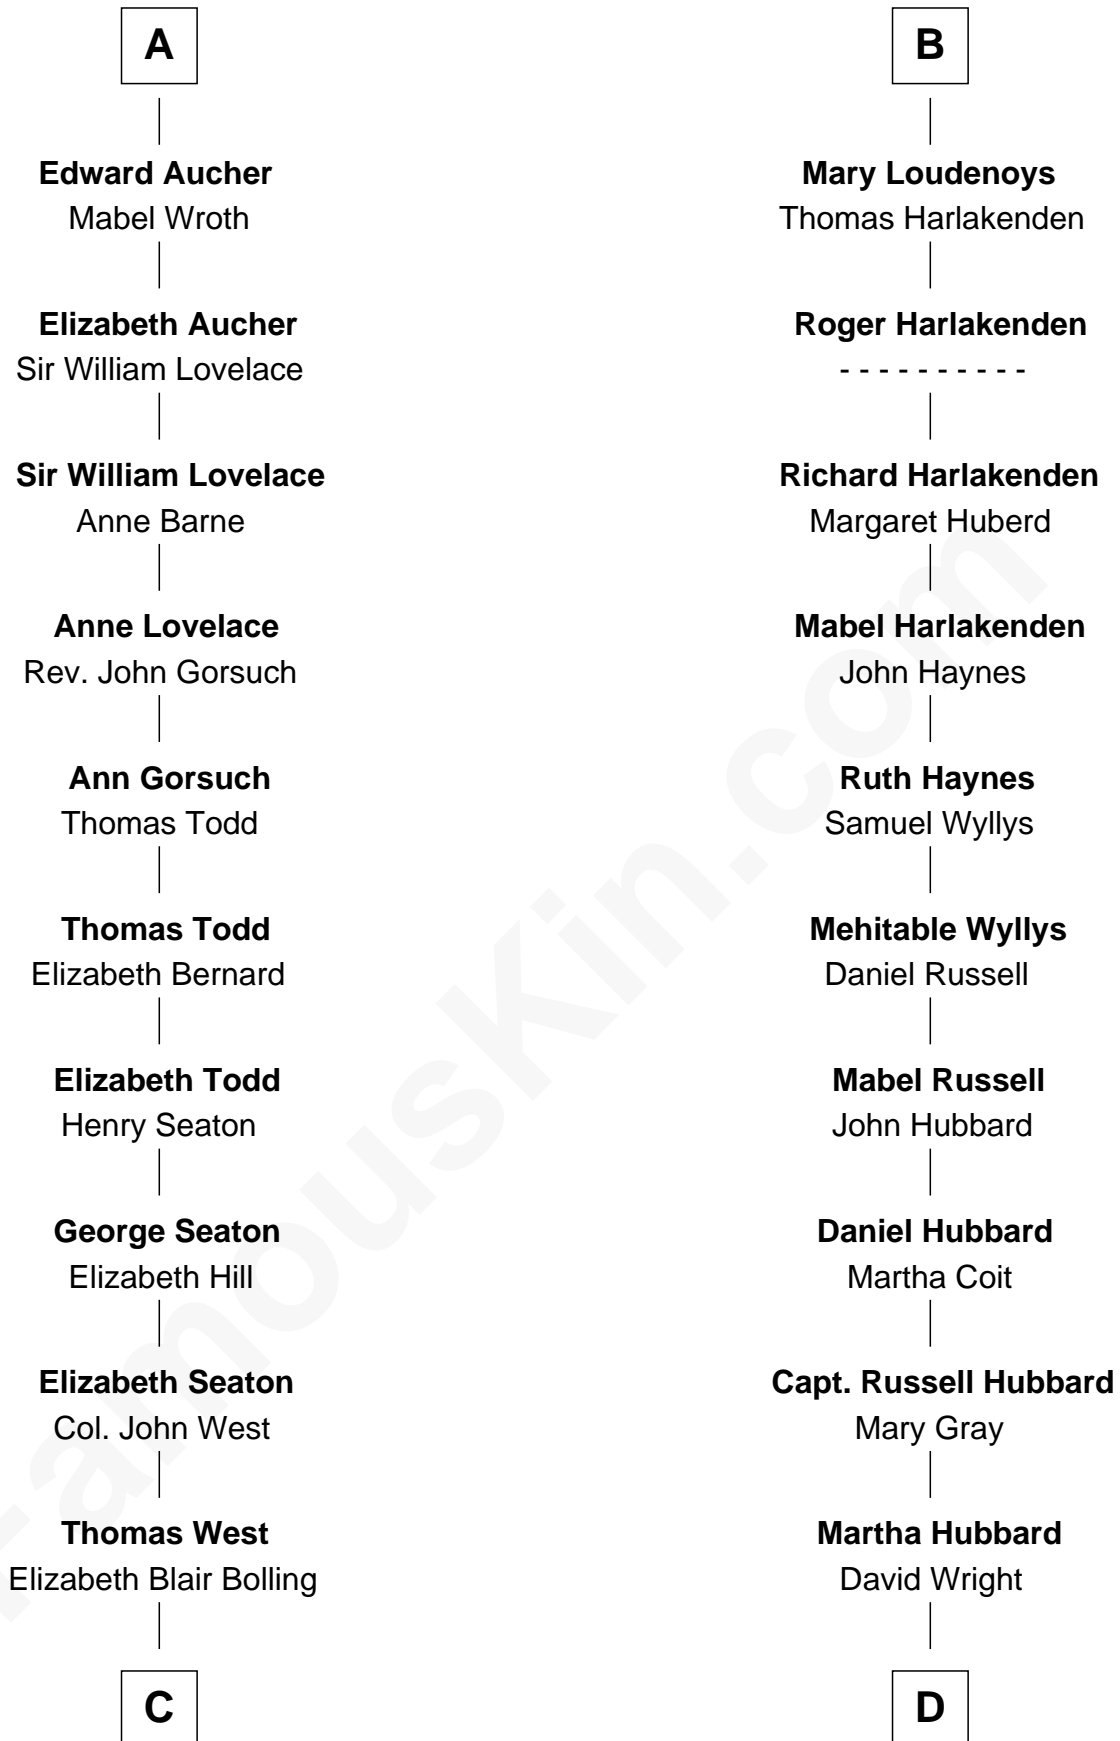 A
Edward Aucher
Mabel Wroth
Elizabeth Aucher
Sir William Lovelace
Sir William Lovelace
Anne Barne
Anne Lovelace
Rev. John Gorsuch
Ann Gorsuch
Thomas Todd
Thomas Todd
Elizabeth Bernard
Elizabeth Todd
Henry Seaton
George Seaton
Elizabeth Hill
Elizabeth Seaton
Col. John West
Thomas West
Elizabeth Blair Bolling
C
B
Mary Loudenoys
Thomas Harlakenden
Roger Harlakenden
- - - - - - - - - -
Richard Harlakenden
Margaret Huberd
Mabel Harlakenden
John Haynes
Ruth Haynes
Samuel Wyllys
Mehitable Wyllys
Daniel Russell
Mabel Russell
John Hubbard
Daniel Hubbard
Martha Coit
Capt. Russell Hubbard
Mary Gray
Martha Hubbard
David Wright
D
FamousKin.com